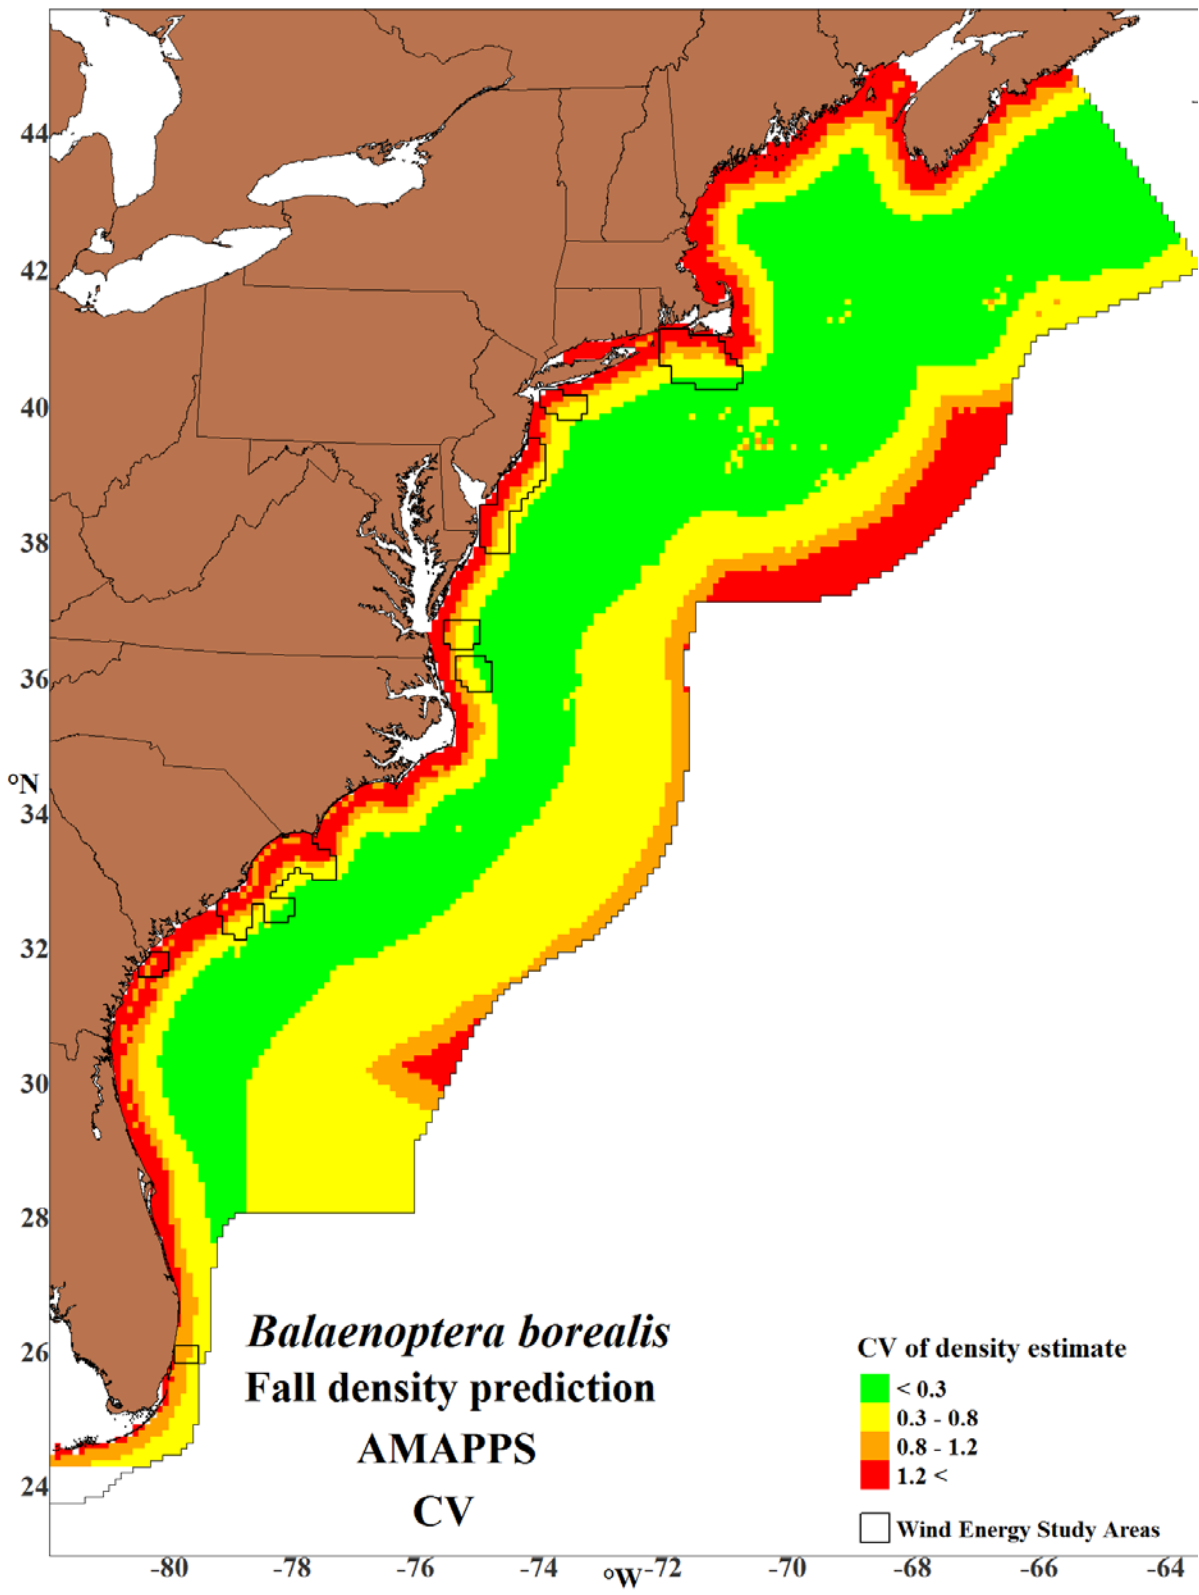 44
42
40
38
36
°N
34
32
30
28
26
24
Balaenoptera borealis
Fall density prediction
AMAPPS
CV
CV of density estimate
< 0.3
0.3 - 0.8
0.8 - 1.2
1.2 <
Wind Energy Study Areas
-80 -78 -76 -74 °W -72 -70 -68 -66 -64